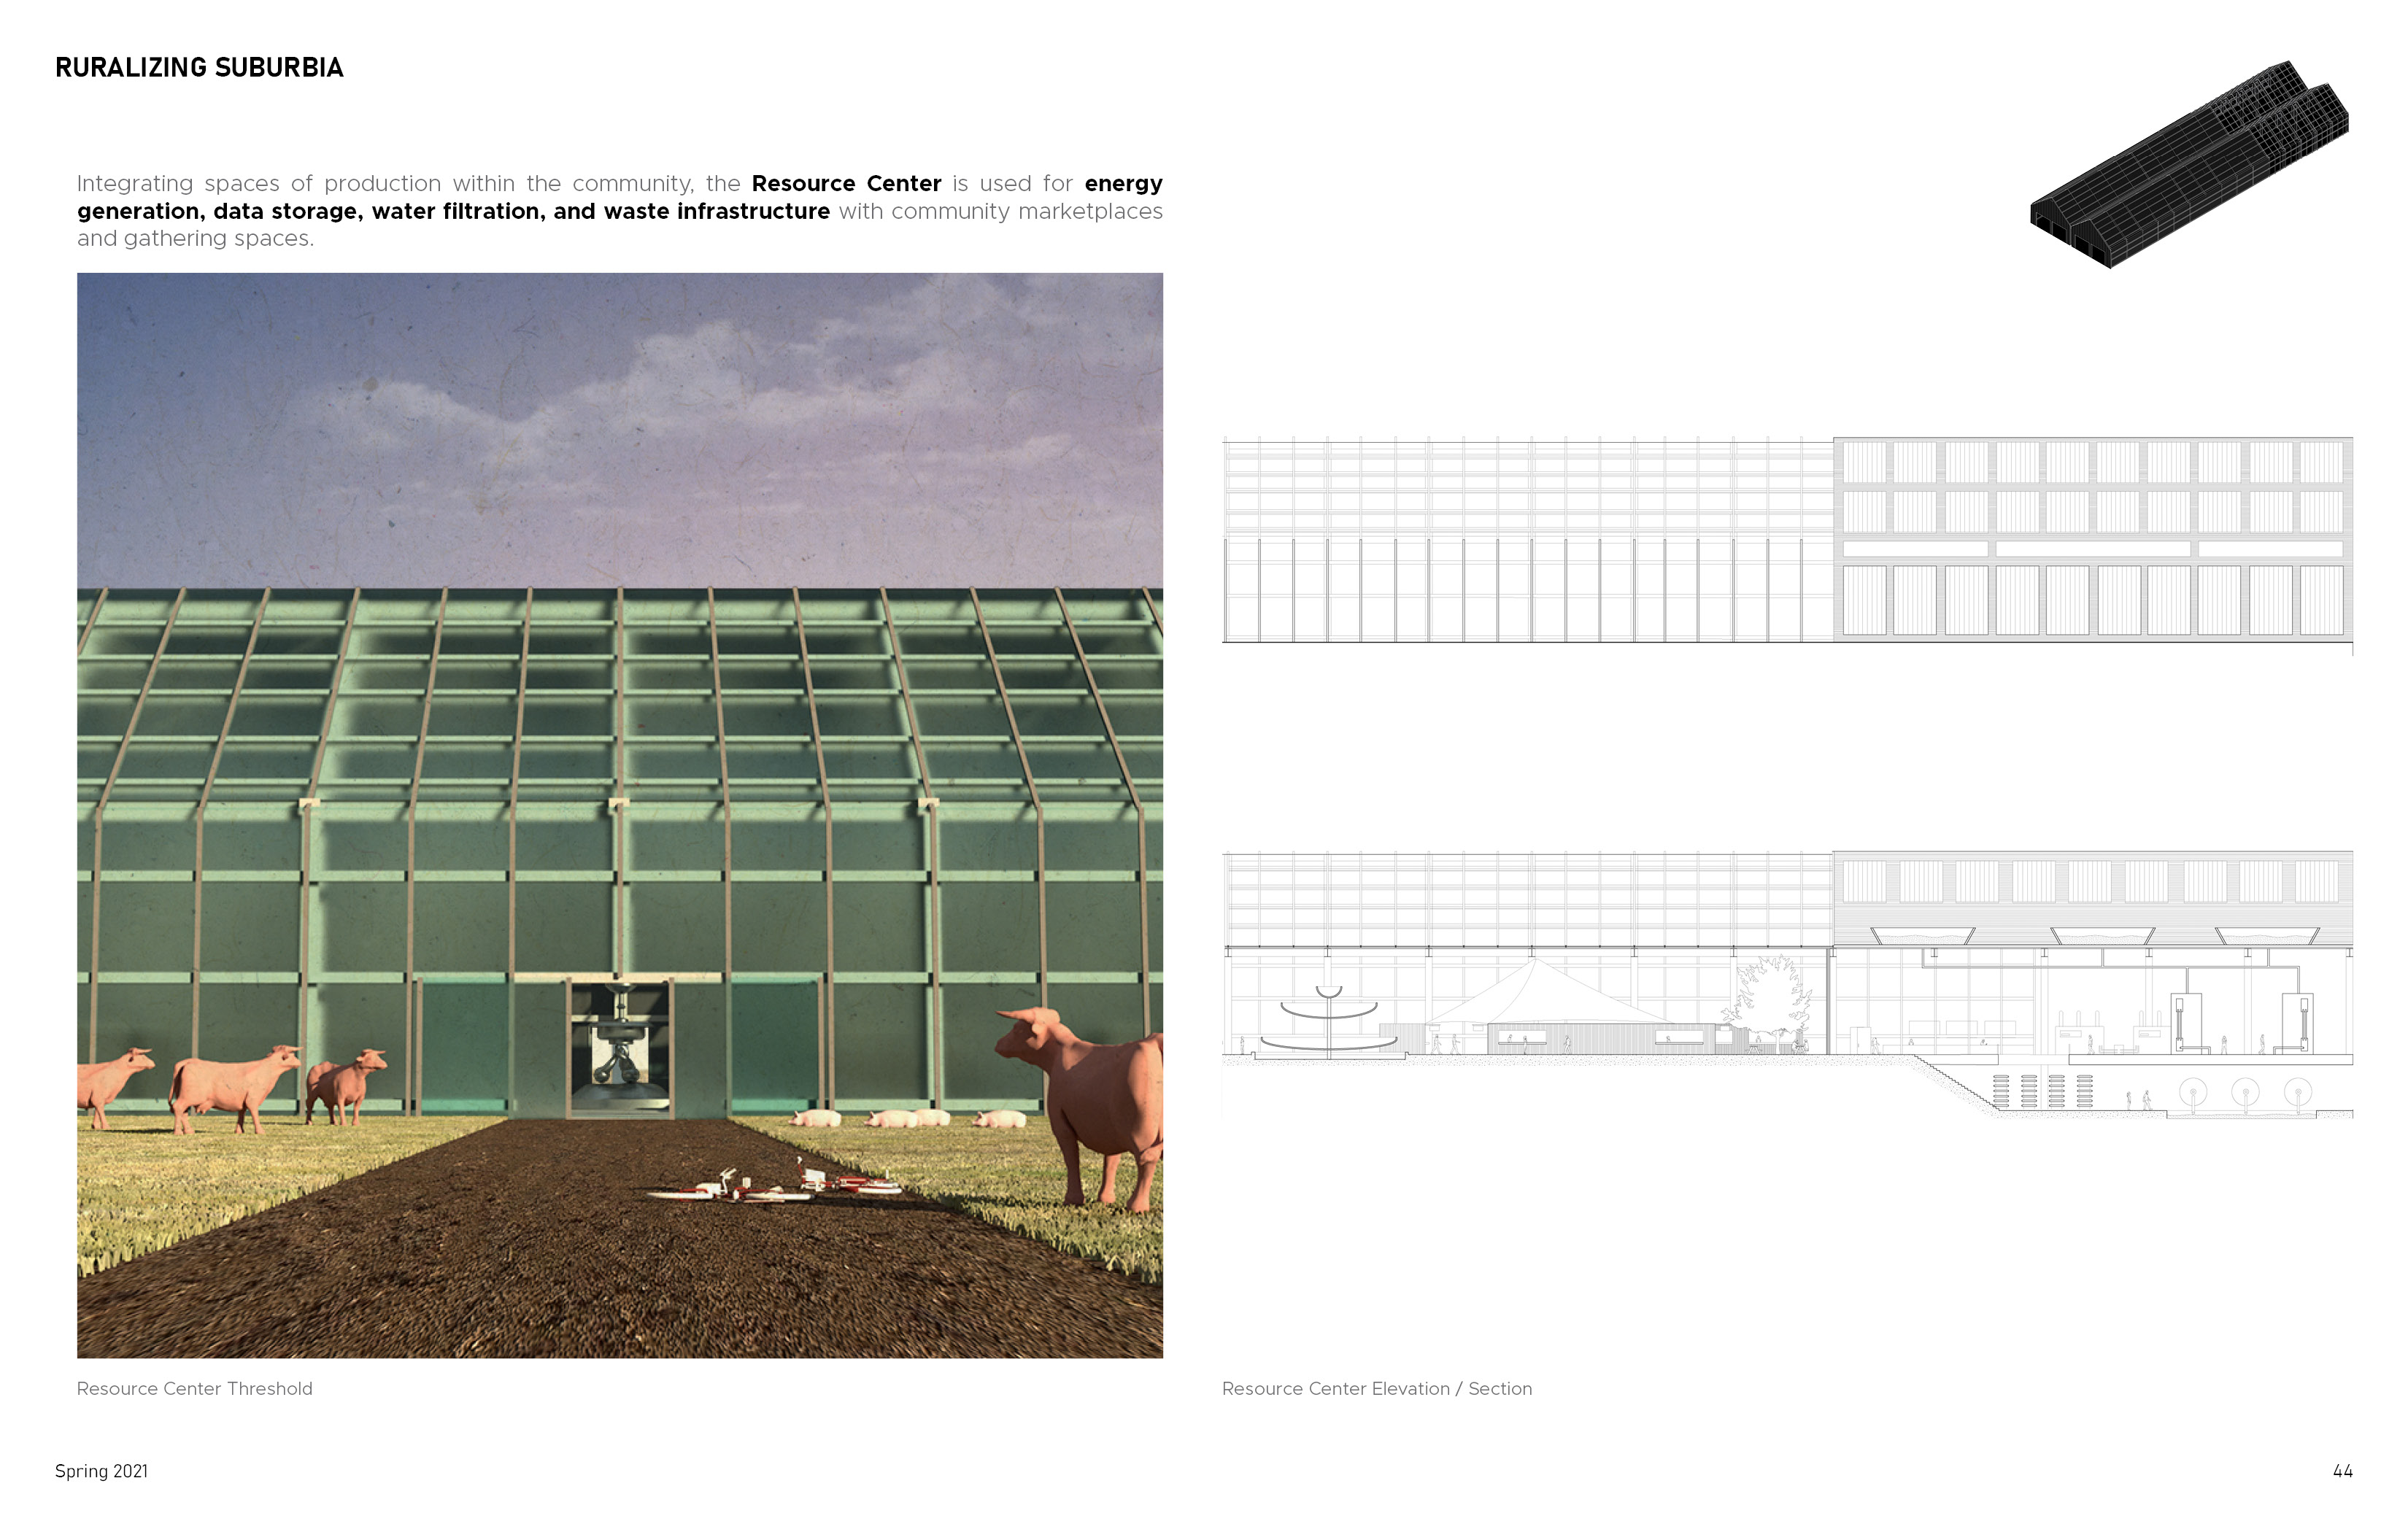 RURALIZING SUBURBIA
Integrating spaces of production within the community, the Resource Center is used for energy
generation, data storage, water filtration, and waste infrastructure with community marketplaces
and gathering spaces.
Resource Center Threshold
Resource Center Elevation / Section
Spring 2021
44